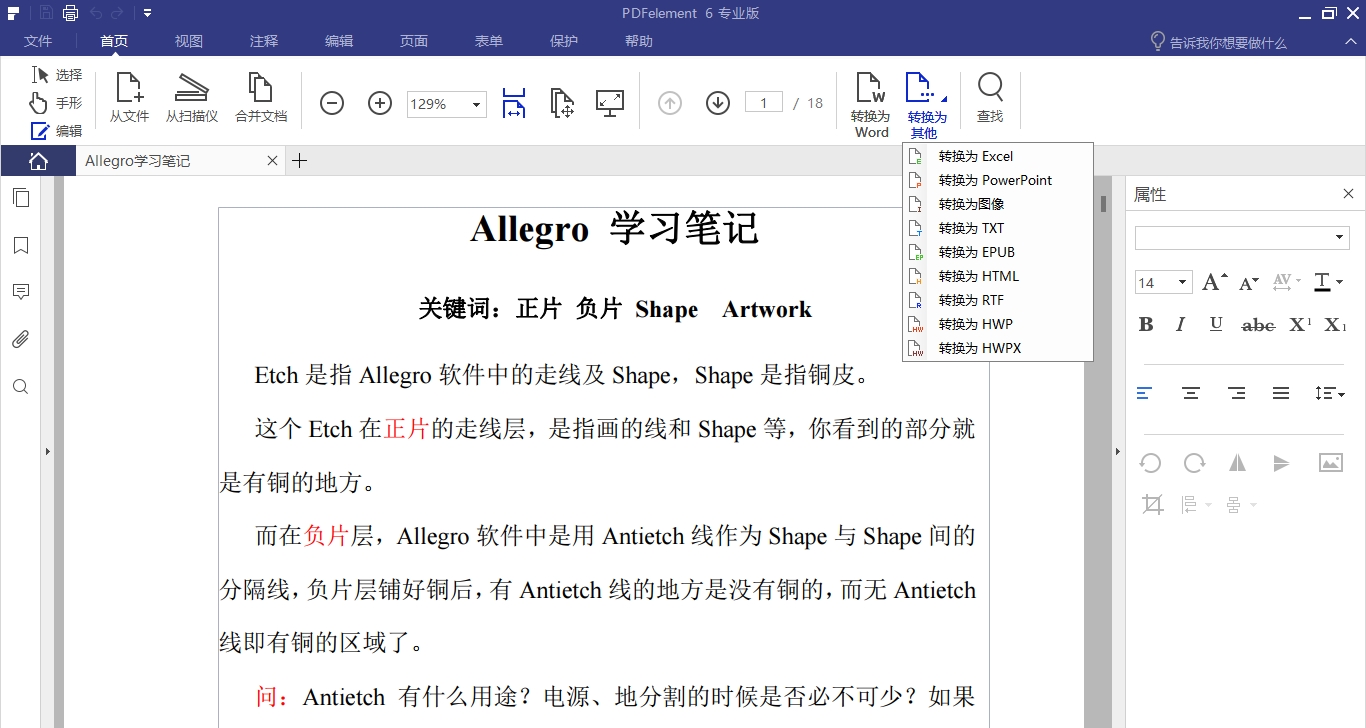 PDFelement 6 专业版
文件 首页 视图 注释 编辑 页面 表单 保护 帮助 告诉我你想要做什么
选择
手形
编辑
从文件 从扫描仪 合并文档
129%
1 / 18
转换为
Word
转换为
其他
查找
Allegro学习笔记
转换为 Excel
转换为 PowerPoint
转换为图像
转换为 TXT
转换为 EPUB
转换为 HTML
转换为 RTF
转换为 HWP
转换为 HWPX
Allegro 学习笔记
关键词：正片 负片 Shape Artwork
Etch 是指 Allegro 软件中的走线及 Shape，Shape 是指铜皮。
这个 Etch 在正片的走线层，是指画的线和 Shape 等，你看到的部分就
是有铜的地方。
而在负片层，Allegro 软件中是用 Antietch 线作为 Shape 与 Shape 间的
分隔线，负片层铺好铜后，有 Antietch 线的地方是没有铜的，而无 Antietch
线即有铜的区域了。
问：Antietch 有什么用途？电源、地分割的时候是否必不可少？如果
属性
14
A A AV T
B I U abc X¹ X₁